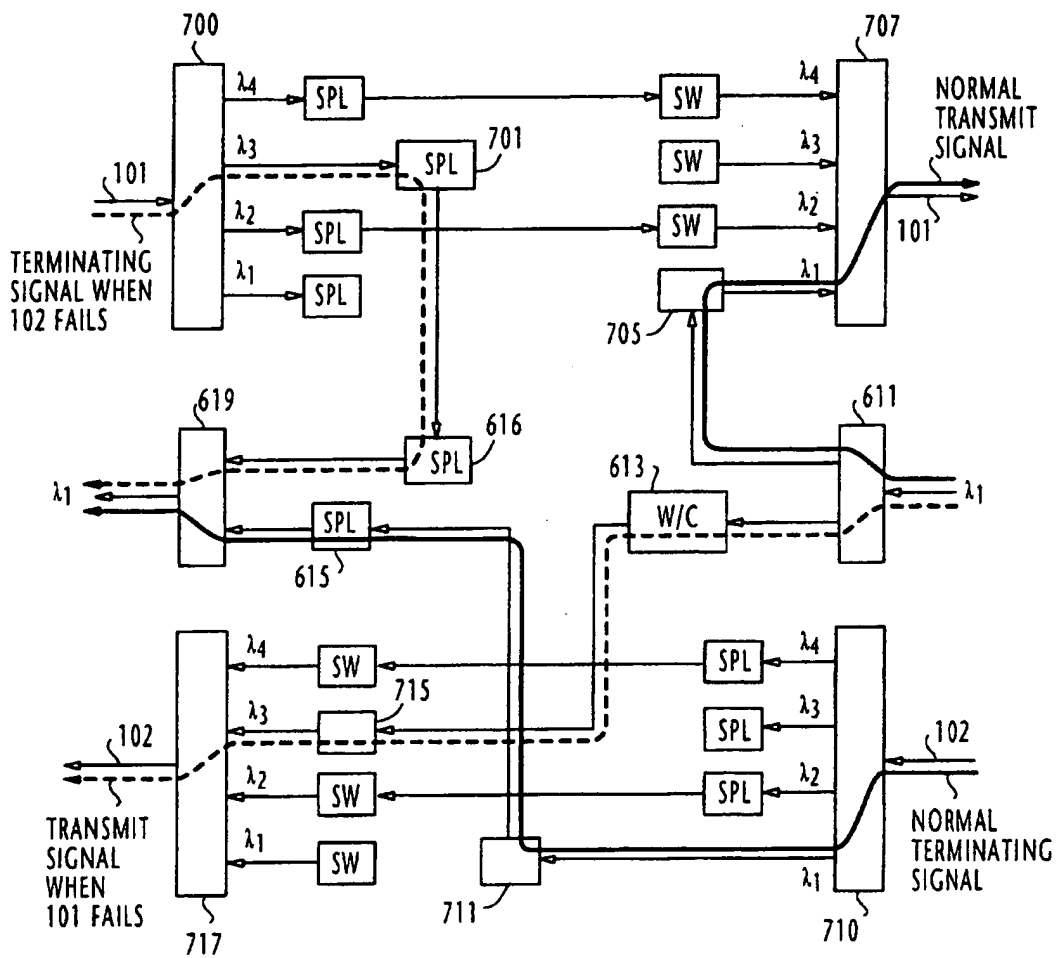 700
707
λ4
SPL
SW
λ4
NORMAL
TRANSMIT
SIGNAL
λ3
SPL
701
SW
λ3
101
λ2
SPL
SW
λ2
101
TERMINATING
SIGNAL WHEN
102 FAILS
λ1
SPL
λ1
705
619
611
616
SPL
613
λ1
λ1
SPL
W/C
615
λ4
SW
SPL
λ4
715
λ3
SPL
λ3
102
102
λ2
SW
SPL
λ2
TRANSMIT
SIGNAL
WHEN
101 FAILS
λ1
SW
NORMAL
TERMINATING
SIGNAL
λ1
711
717
710